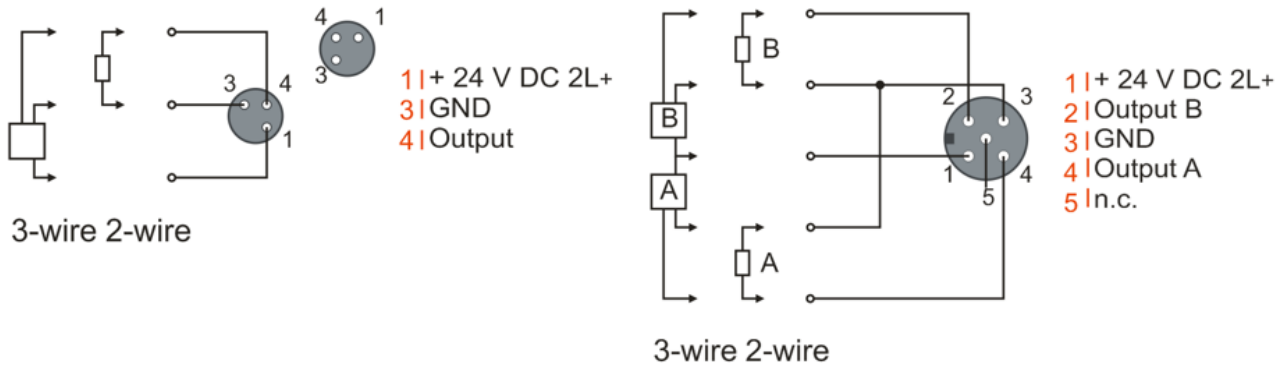 4 1
3
3 4
1
1 | + 24 V DC 2L+
3 | GND
4 | Output
3-wire 2-wire
B
B
A
A
2 3
1 4
5
1 | + 24 V DC 2L+
2 | Output B
3 | GND
4 | Output A
5 | n.c.
3-wire 2-wire